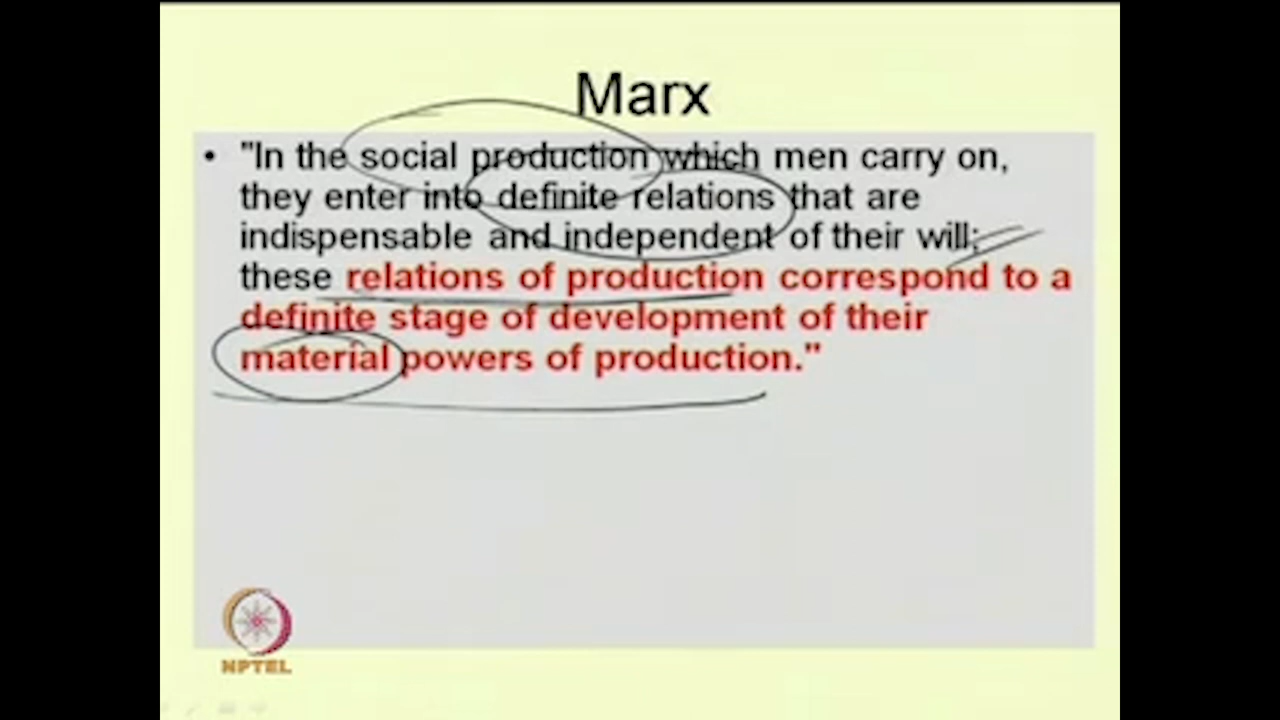 Marx
• "In the social production which men carry on,
they enter into definite relations that are
indispensable and independent of their will;
these relations of production correspond to a
definite stage of development of their
material powers of production."
NPTEL